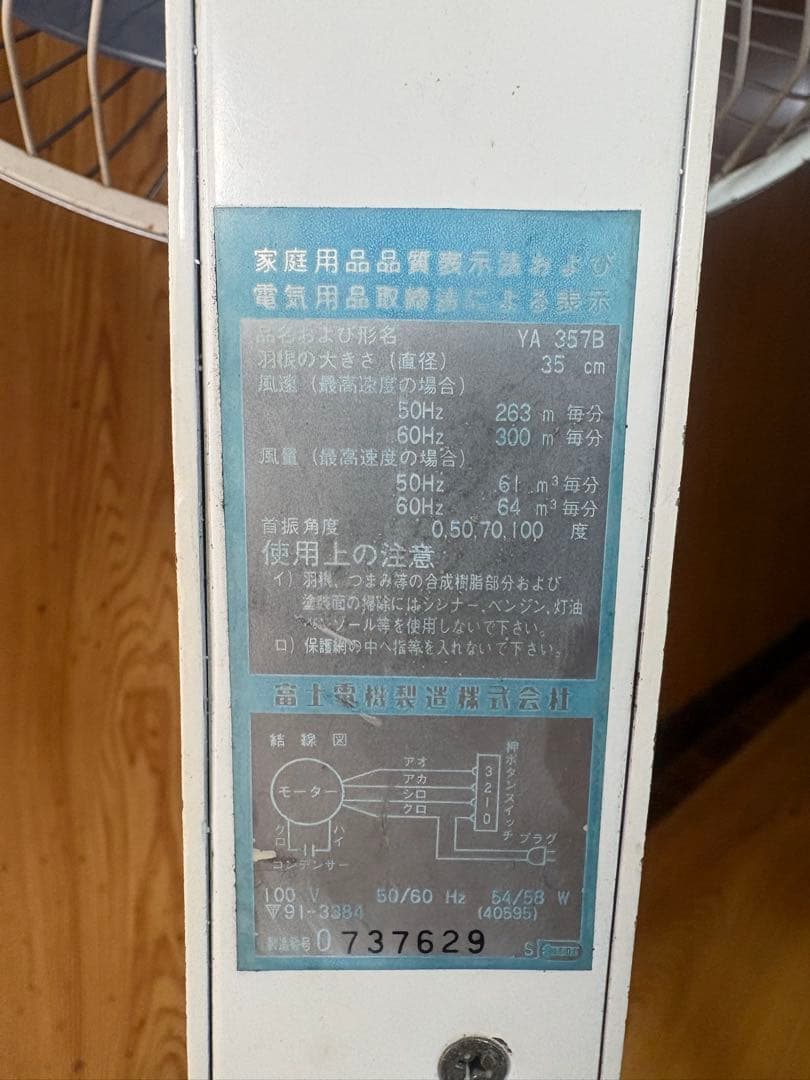 家庭用品品質表示法および
電気用品取締法による表示
品名および形名 YA 357B
羽根の大きさ(直径) 35 cm
風速(最高速度の場合)
50Hz 263 m 毎分
60Hz 300 m 毎分
風量(最高速度の場合)
50Hz 61 m³毎分
60Hz 64 m³毎分
首振角度 0,50,70,100 度
使用上の注意
イ)羽根、つまみ等の合成樹脂部分および
塗装面の掃除にはシンナー、ベンジン、灯油
ゾール等を使用しないで下さい。
ロ)保護網の中へ指等を入れないで下さい。
富士電機製造株式会社
結線図
モーター
アオ
アカ
シロ
クロ
3
2
1
0
押ボタンスイッチ
プラグ
クロ
ハイ
コンデンサー
100 V 50/60 Hz 54/58 W
▽91-3384 (40595)
製造番号 0737629
S